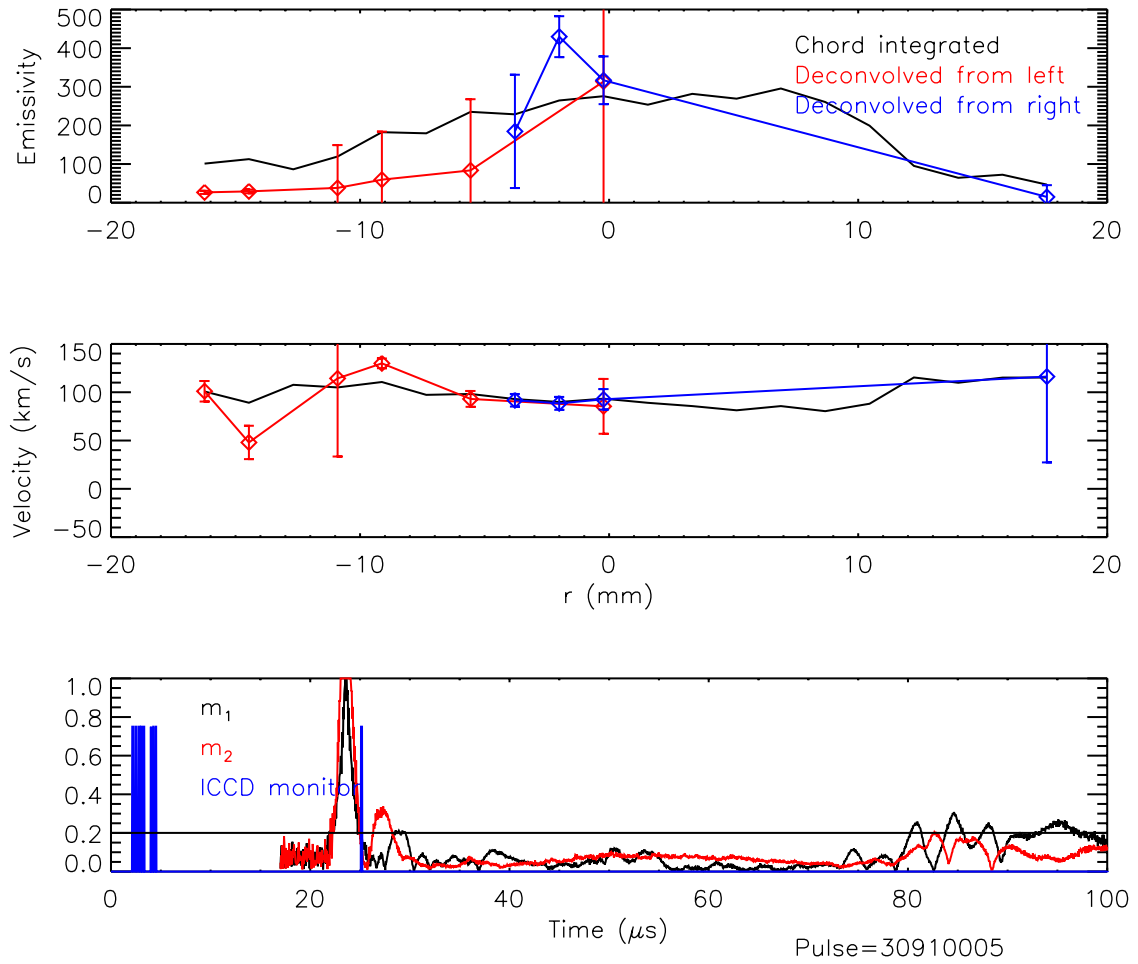 500
400
300
200
100
0
Emissivity
Chord integrated
Deconvolved from left
Deconvolved from right
−20 −10 0 10 20
150
100
50
0
−50
Velocity (km/s)
−20 −10 0 10 20
r (mm)
1.0
0.8
0.6
0.4
0.2
0.0
m₁
m₂
ICCD monitor
0 20 40 60 80 100
Time (μs)
Pulse=30910005